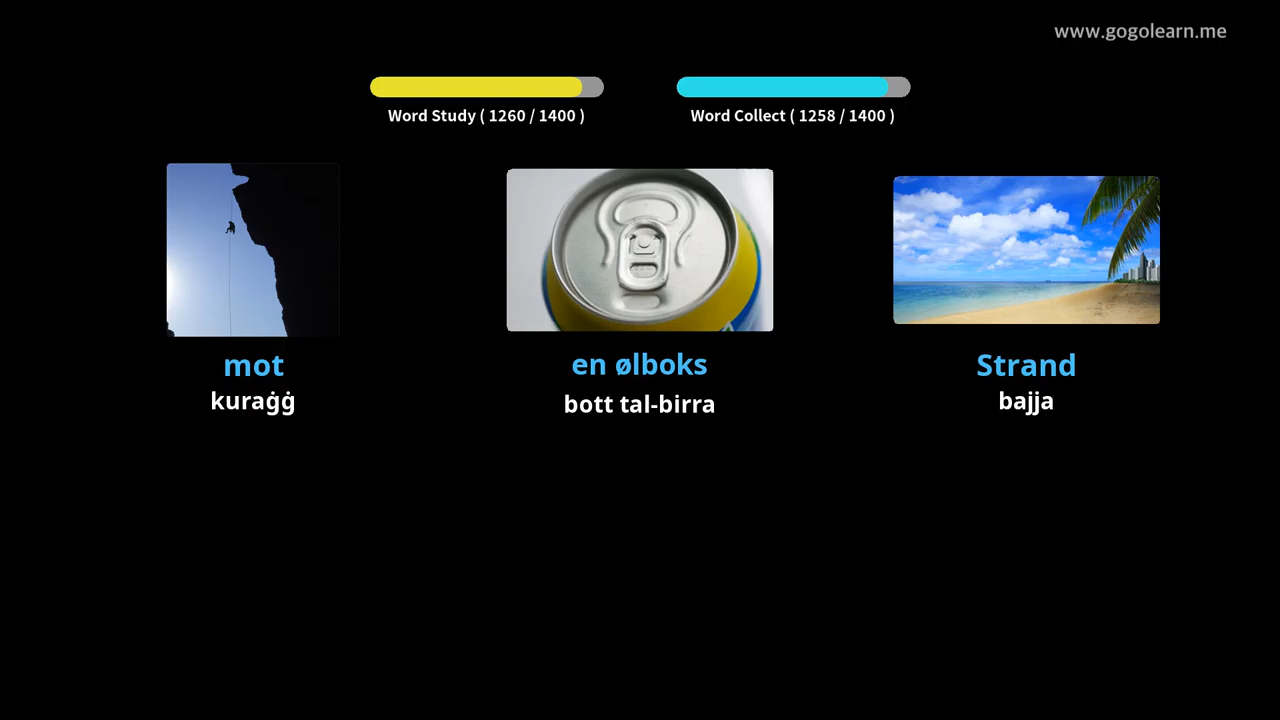 www.gogolearn.me
Word Study ( 1260 / 1400 )
Word Collect ( 1258 / 1400 )
mot
kuraġġ
en ølboks
bott tal-birra
Strand
bajja